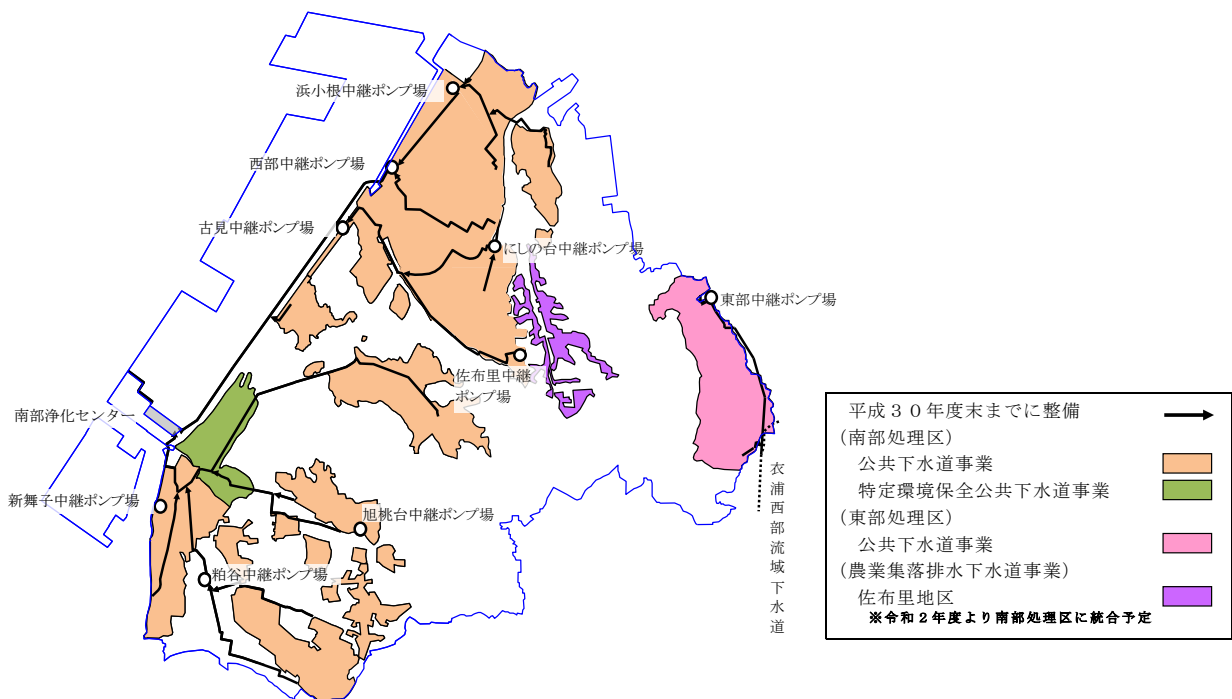 浜小根中継ポンプ場
西部中継ポンプ場
古見中継ポンプ場
にしの台中継ポンプ場
東部中継ポンプ場
佐布里中継
ポンプ場
南部浄化センター
新舞子中継ポンプ場
旭桃台中継ポンプ場
粕谷中継ポンプ場
衣浦西部流域下水道
平成３０年度末までに整備
(南部処理区)
公共下水道事業
特定環境保全公共下水道事業
(東部処理区)
公共下水道事業
(農業集落排水下水道事業)
佐布里地区
※令和２年度より南部処理区に統合予定